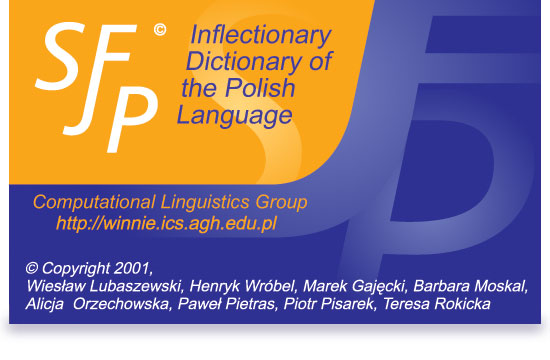 SFJP ©
Inflectionary
Dictionary of
the Polish
Language
Computational Linguistics Group
http://winnie.ics.agh.edu.pl
© Copyright 2001,
Wiesław Lubaszewski, Henryk Wróbel, Marek Gajęcki, Barbara Moskal,
Alicja Orzechowska, Paweł Pietras, Piotr Pisarek, Teresa Rokicka